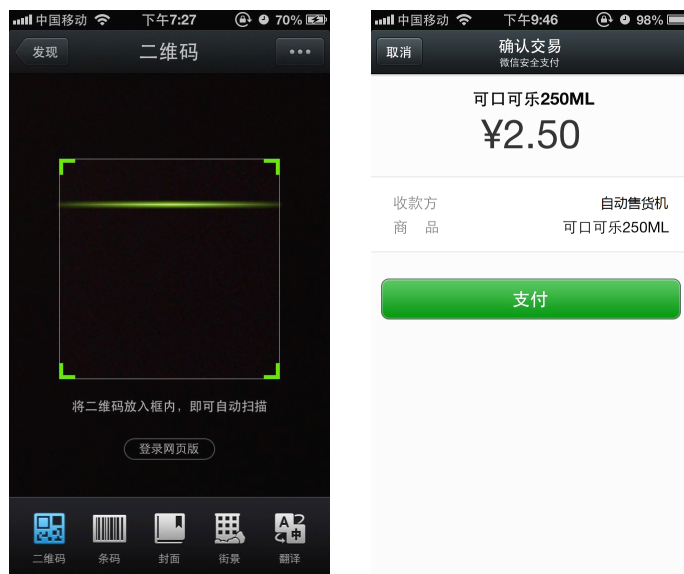 中国移动 下午7:27 70%
发现 二维码
将二维码放入框内，即可自动扫描
登录网页版
二维码 条码 封面 街景 翻译
中国移动 下午9:46 98%
取消 确认交易
微信安全支付
可口可乐250ML
¥2.50
收款方 自动售货机
商 品 可口可乐250ML
支付